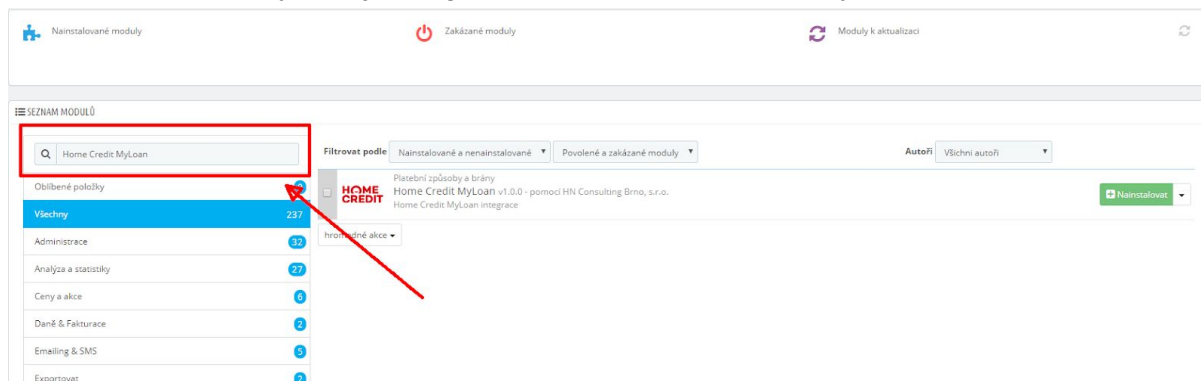 Nainstalované moduly
Zakázané moduly
Moduly k aktualizaci
SEZNAM MODULŮ
Home Credit MyLoan
Filtrovat podle Nainstalované a nenainstalované Povolené a zakázané moduly Autoři Všichni autoři
Oblíbené položky
Všechny 237
Administrace 32
Analýza a statistiky 27
Ceny a akce 6
Daně & Fakturace 2
Emailing & SMS 5
Exportovat 2
HOME CREDIT
Platební způsoby a brány
Home Credit MyLoan v1.0.0 - pomocí HN Consulting Brno, s.r.o.
Home Credit MyLoan integrace
Nainstalovat
hromadné akce